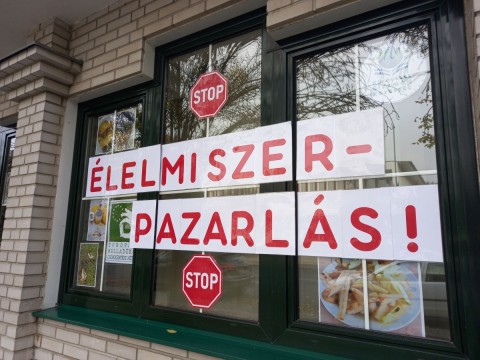 STOP
ÉLELMISZER-
PAZARLÁS!
STOP